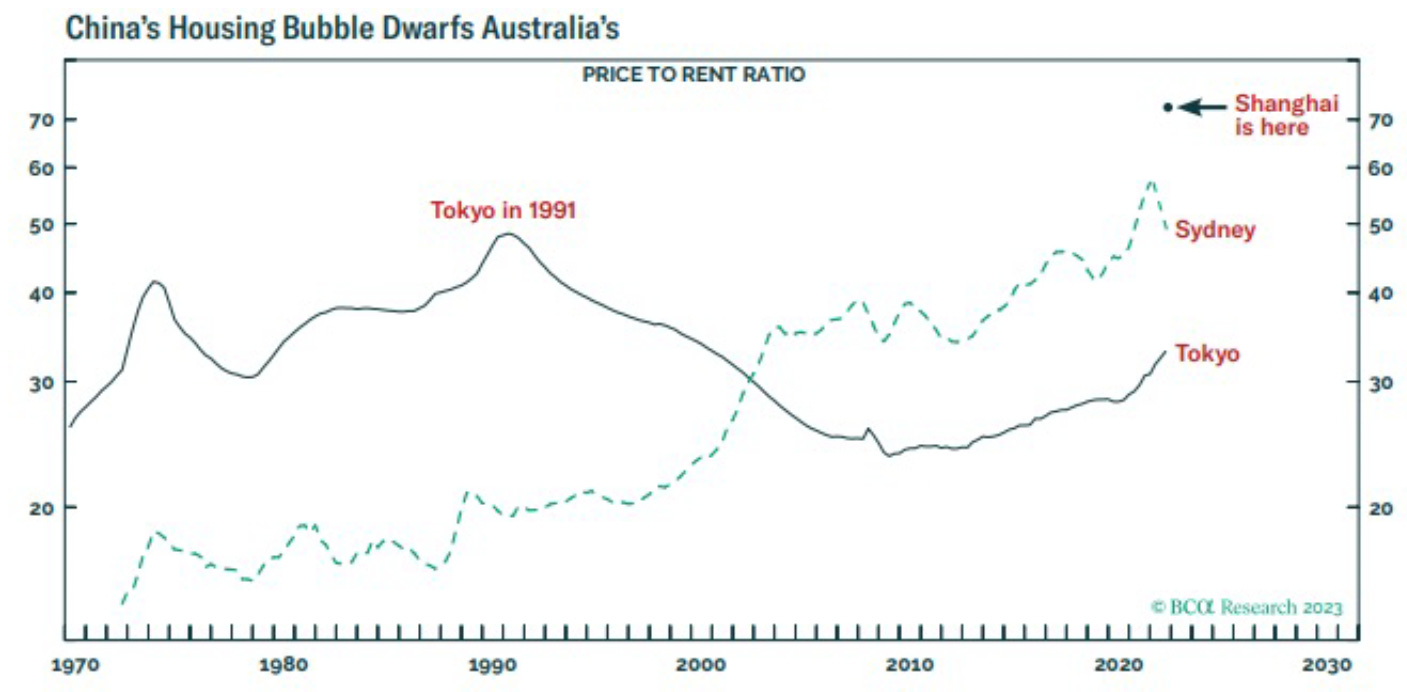 China's Housing Bubble Dwarfs Australia's
PRICE TO RENT RATIO
Shanghai
is here
70
70
60
60
Tokyo in 1991
50
50
Sydney
40
40
Tokyo
30
30
20
20
© BCα Research 2023
1970 1980 1990 2000 2010 2020 2030